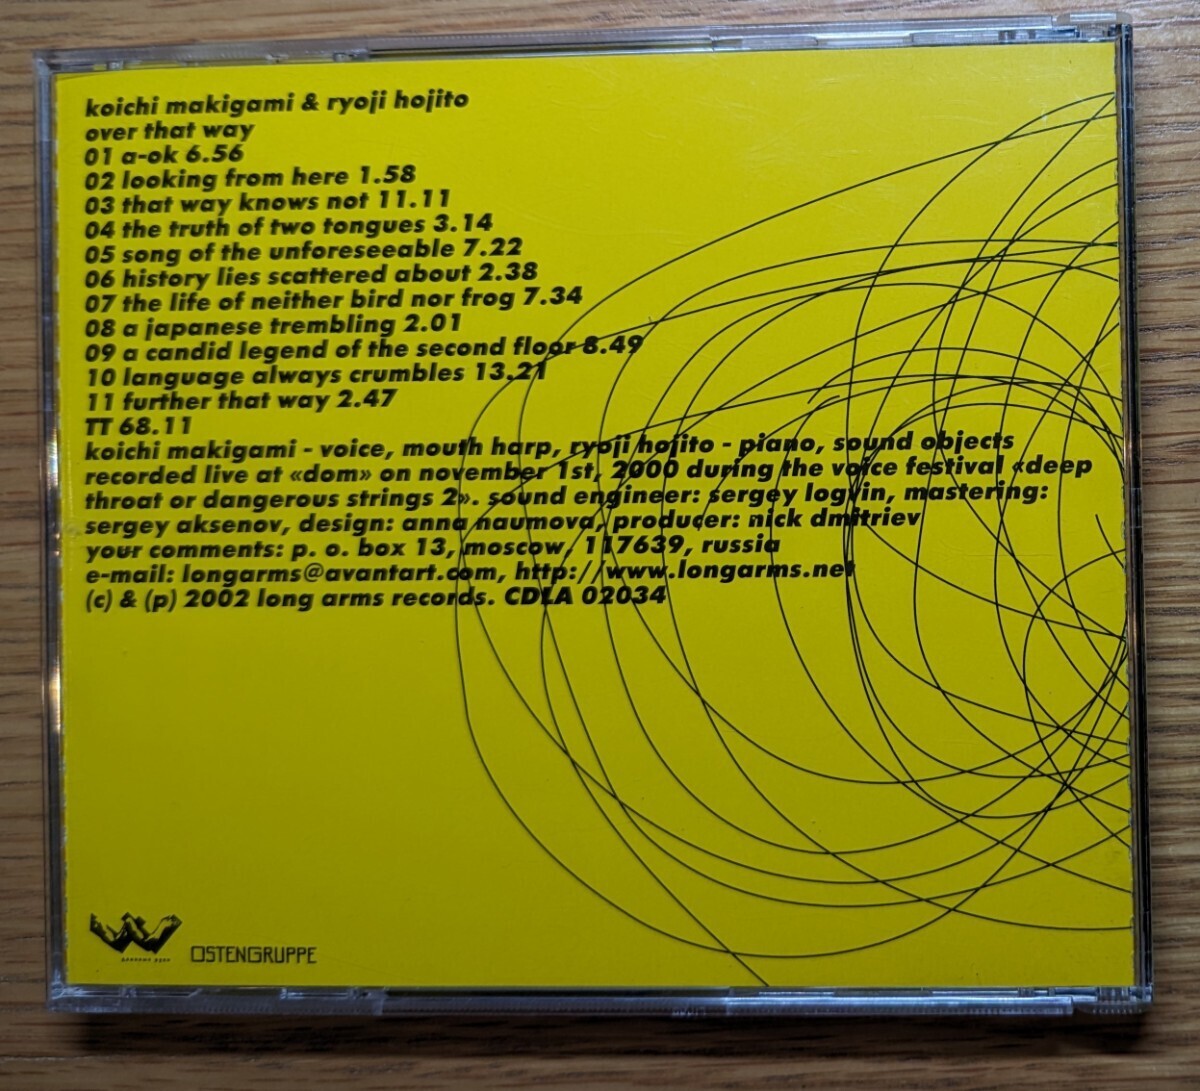 koichi makigami & ryoji hojito
over that way
01 a-ok 6.56
02 looking from here 1.58
03 that way knows not 11.11
04 the truth of two tongues 3.14
05 song of the unforeseeable 7.22
06 history lies scattered about 2.38
07 the life of neither bird nor frog 7.34
08 a japanese trembling 2.01
09 a candid legend of the second floor 8.49
10 language always crumbles 13.21
11 further that way 2.47
TT 68.11
koichi makigami - voice, mouth harp, ryoji hojito - piano, sound objects
recorded live at «dom» on november 1st, 2000 during the voice festival «deep
throat or dangerous strings 2». sound engineer: sergey logvin, mastering:
sergey aksenov, design: anna naumova, producer: nick dmitriev
your comments: p. o. box 13, moscow, 117639, russia
e-mail: longarms@avantart.com, http://www.longarms.net
(c) & (p) 2002 long arms records. CDLA 02034
OSTENGRUPPE